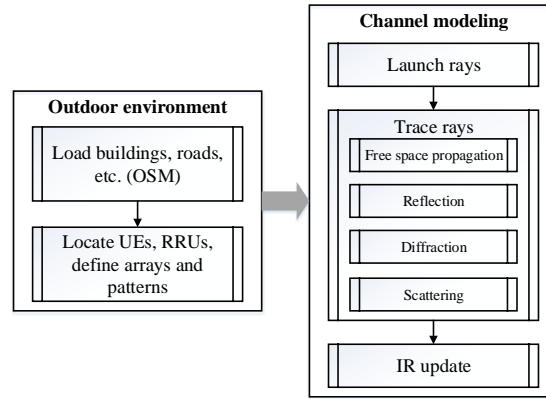 Outdoor environment
Load buildings, roads,
etc. (OSM)
Locate UEs, RRUs,
define arrays and
patterns
Channel modeling
Launch rays
Trace rays
Free space propagation
Reflection
Diffraction
Scattering
IR update